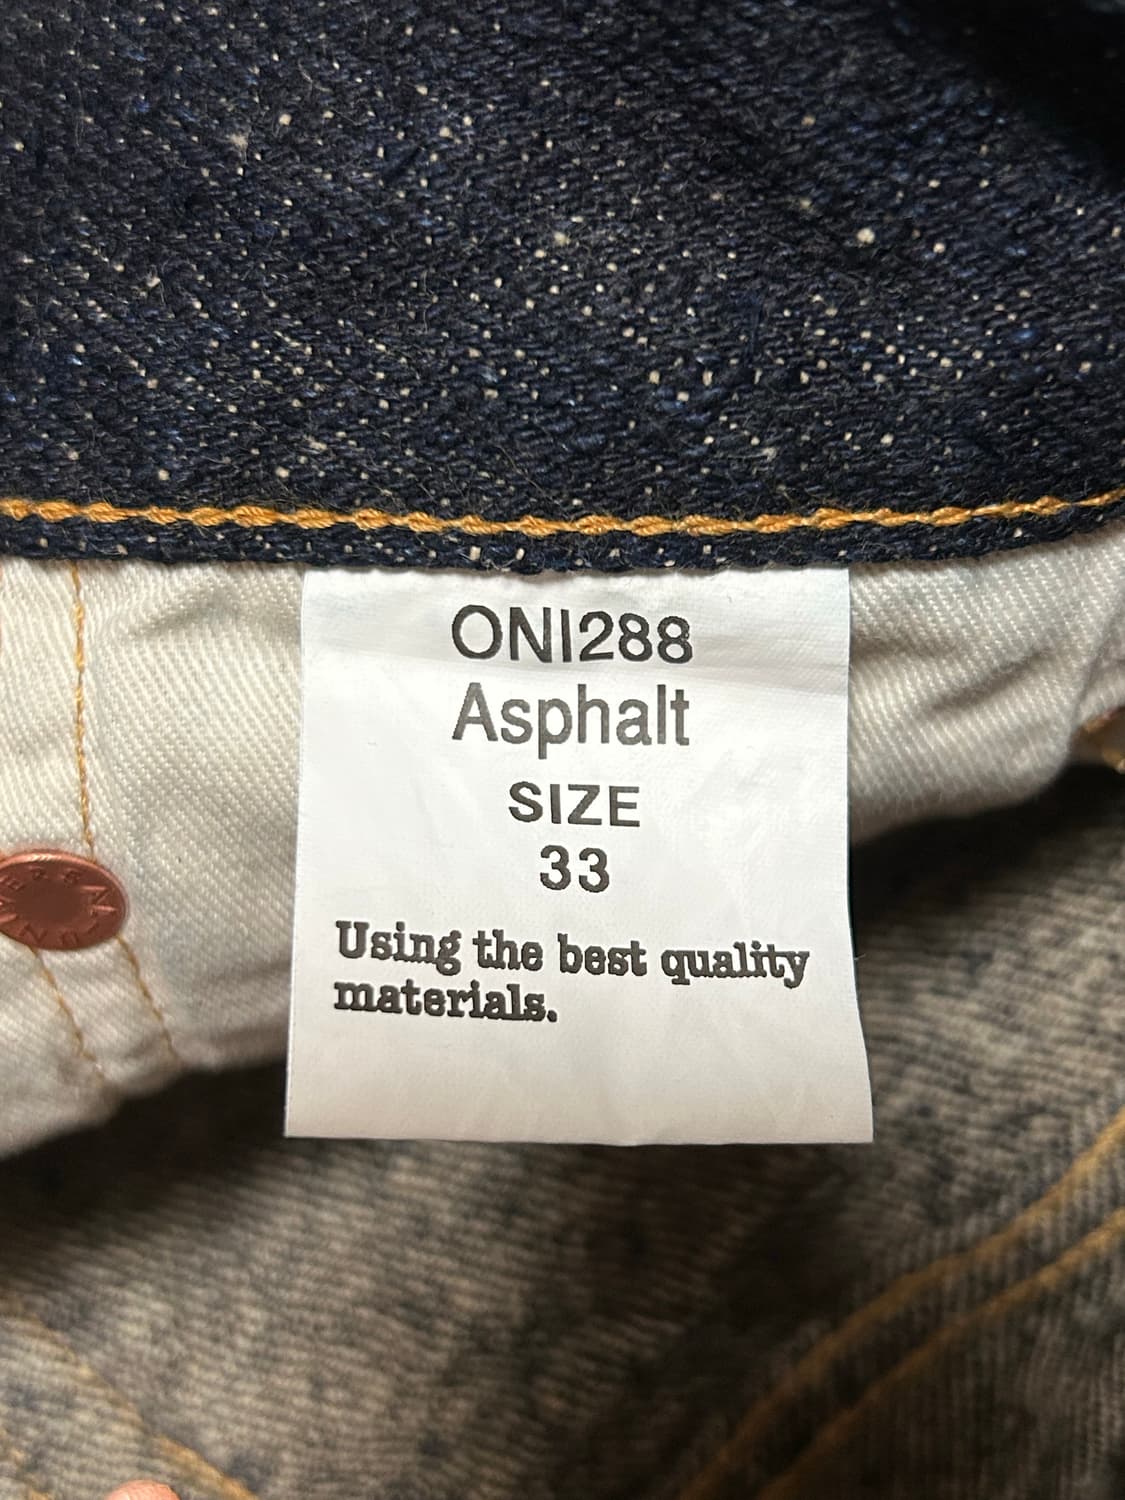 ONI288
Asphalt
SIZE
33
Using the best quality
materials.